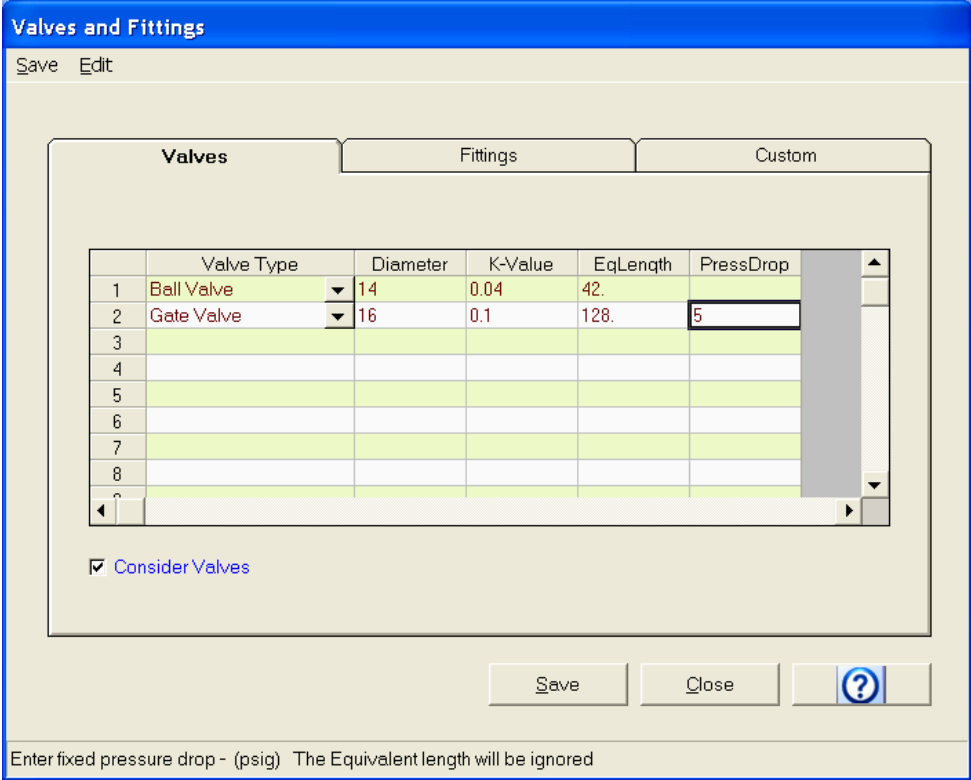 Valves and Fittings
Save Edit
Valves Fittings Custom
Valve Type Diameter K-Value EqLength PressDrop
1 Ball Valve 14 0.04 42.
2 Gate Valve 16 0.1 128. 5
3
4
5
6
7
8
Consider Valves
Save Close ?
Enter fixed pressure drop - (psig) The Equivalent length will be ignored